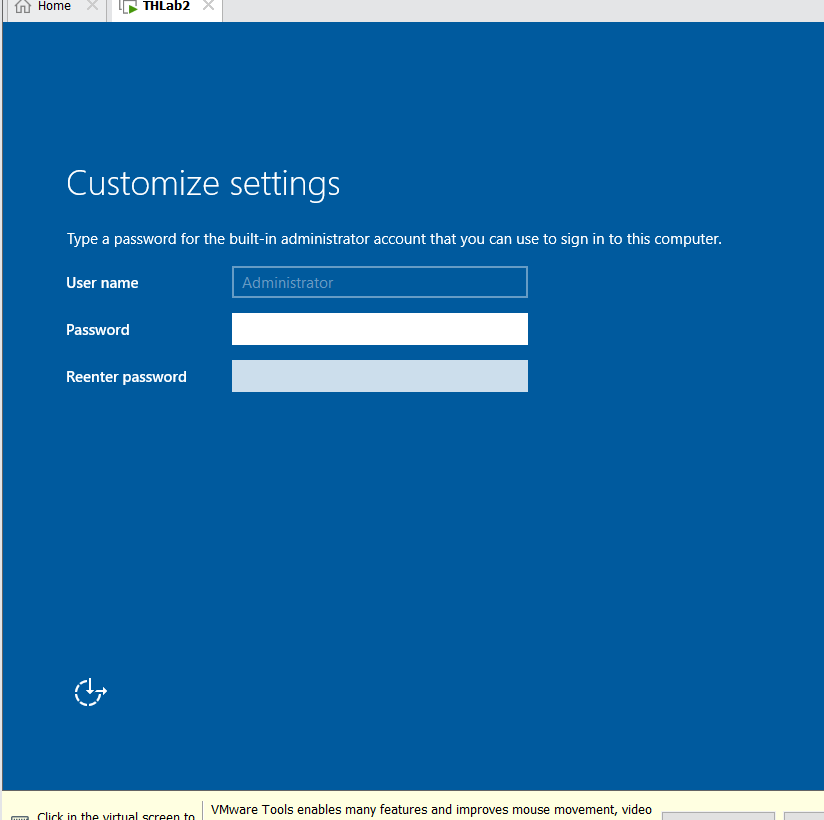 Home
THLab2
Customize settings
Type a password for the built-in administrator account that you can use to sign in to this computer.
User name
Administrator
Password
Reenter password
Click in the virtual screen to
VMware Tools enables many features and improves mouse movement, video